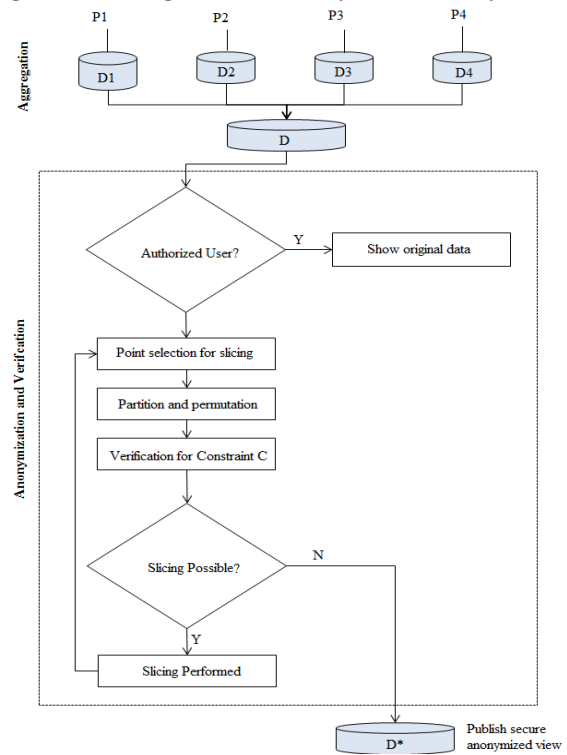 P1 P2 P3 P4
Aggregation
D1 D2 D3 D4
D
Authorized User?
Y
Show original data
Point selection for slicing
Partition and permutation
Anonymization and Verifcation
Verification for Constraint C
Slicing Possible?
N
Y
Slicing Performed
D*
Publish secure
anonymized view